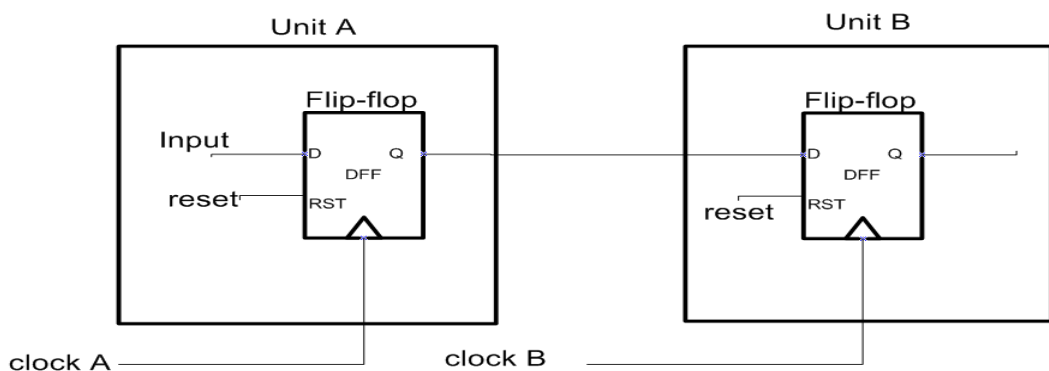 Unit A
Unit B
Flip-flop
Flip-flop
Input
D
Q
D
Q
DFF
DFF
reset
RST
reset
RST
clock A
clock B